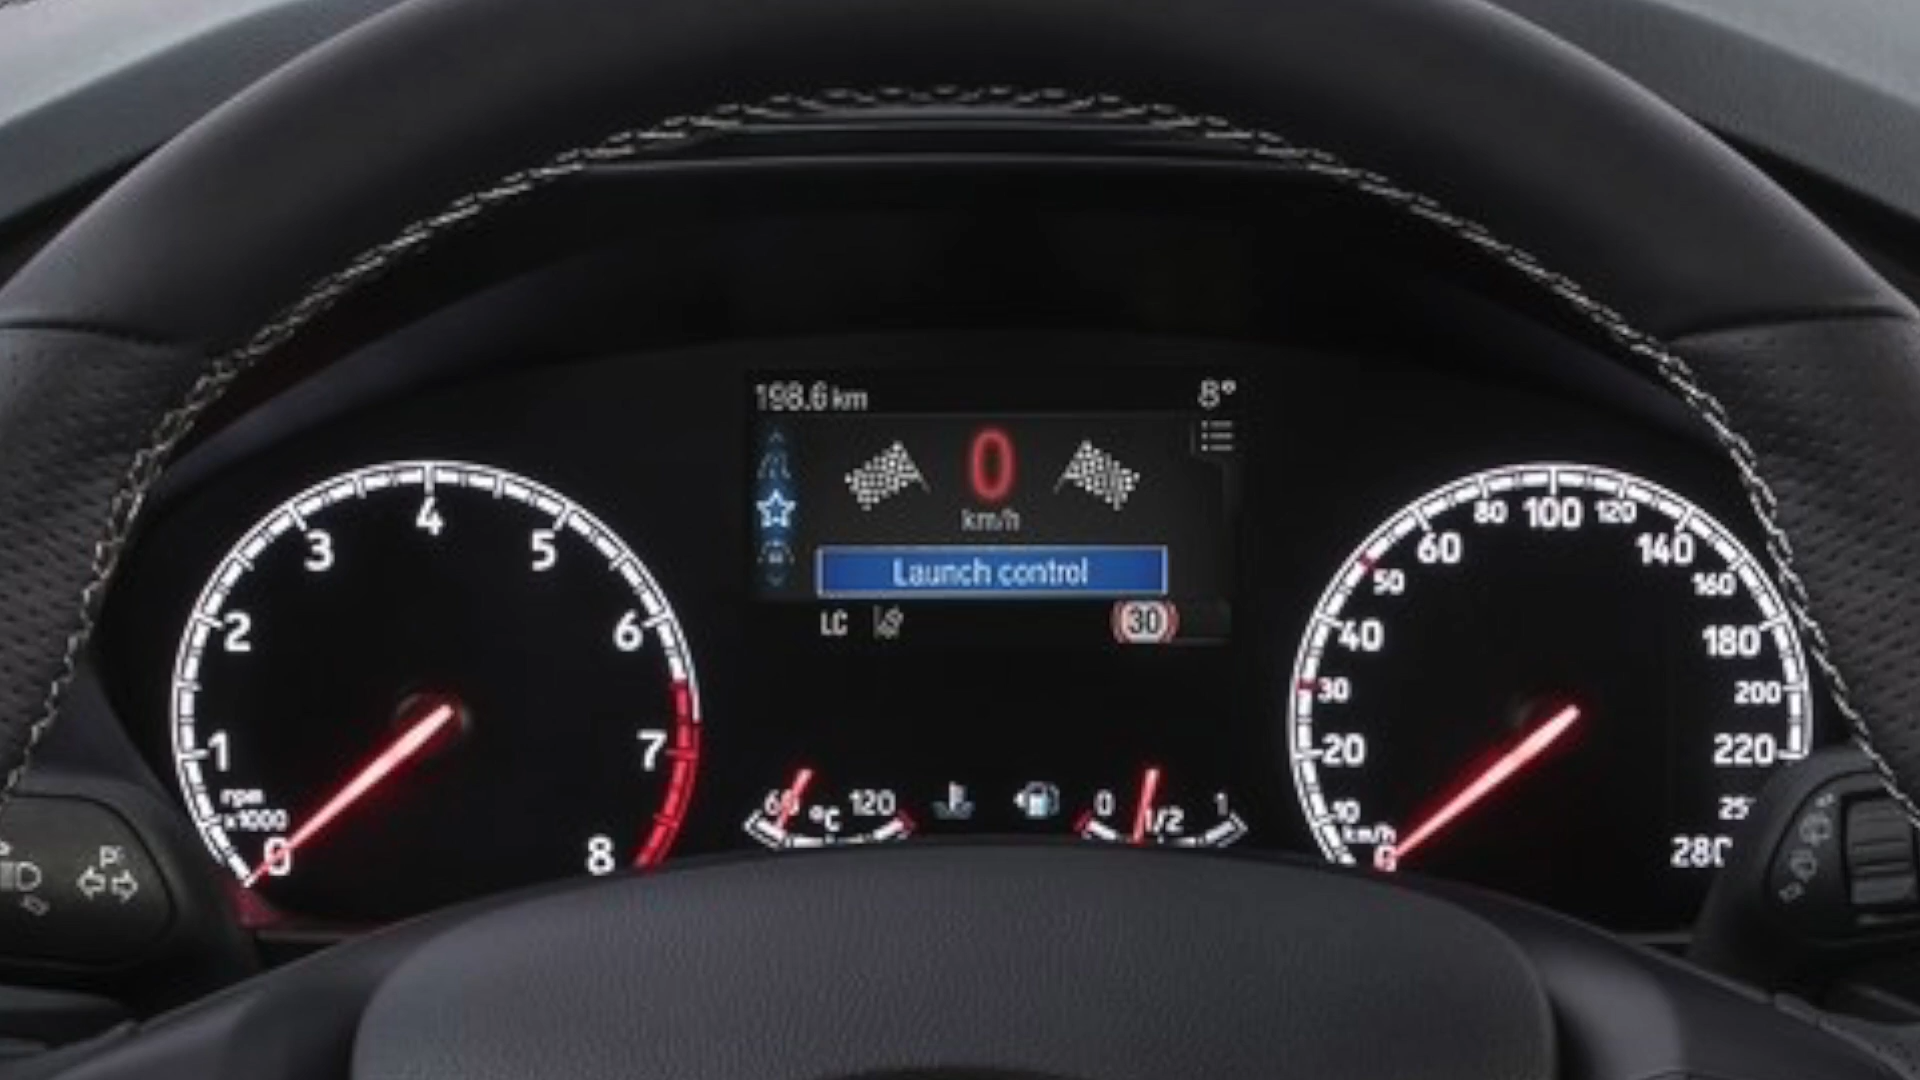 198.6 km 8°
0
km/h
Launch control
LC 30
0 1 2 3 4 5 6 7 8
rpm
x1000
60 °C 120
0 1/2 1
10 20 30 40 50 60 80 100 120 140 160 180 200 220
km/h